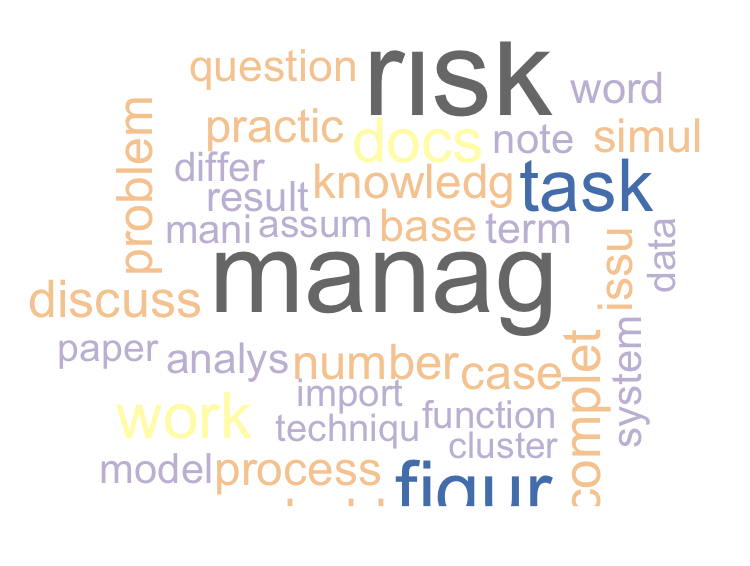 question
risk
word
problem
practic
docs
note
simul
differ
result
knowledg
task
mani
assum
base
term
manag
issu
data
discuss
paper
analys
number
case
complet
system
import
work
techniqu
function
cluster
model
process
figur